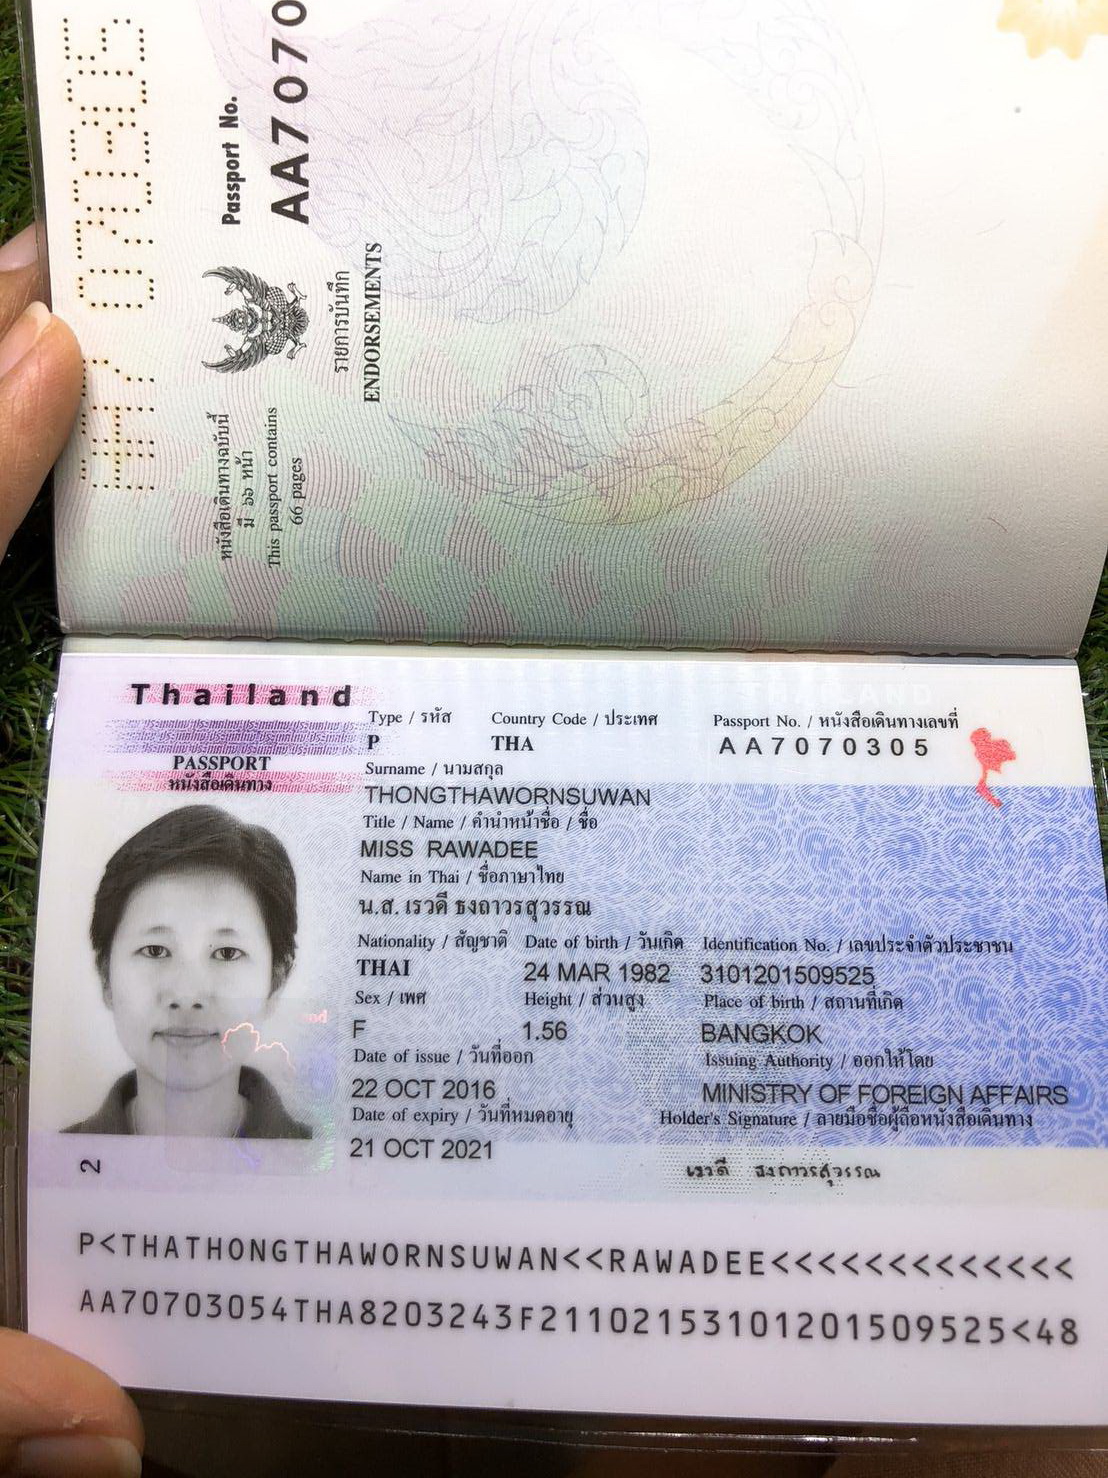 AA7070305
Passport No.
AA7070
หนังสือเดินทางฉบับนี้
มี ๖๖ หน้า
This passport contains
66 pages
รายการบันทึก
ENDORSEMENTS
Thailand
PASSPORT
หนังสือเดินทาง
Type / รหัส Country Code / ประเทศ Passport No. / หนังสือเดินทางเลขที่
P THA AA7070305
Surname / นามสกุล
THONGTHAWORNSUWAN
Title / Name / คำนำหน้าชื่อ / ชื่อ
MISS RAWADEE
Name in Thai / ชื่อภาษาไทย
น.ส. เรวดี ธงถาวรสุวรรณ
Nationality / สัญชาติ Date of birth / วันเกิด Identification No. / เลขประจำตัวประชาชน
THAI 24 MAR 1982 3101201509525
Sex / เพศ Height / ส่วนสูง Place of birth / สถานที่เกิด
F 1.56 BANGKOK
Date of issue / วันที่ออก Issuing Authority / ออกให้โดย
22 OCT 2016 MINISTRY OF FOREIGN AFFAIRS
Date of expiry / วันที่หมดอายุ Holder's Signature / ลายมือชื่อผู้ถือหนังสือเดินทาง
21 OCT 2021
เรวดี ธงถาวรสุวรรณ
2
P<THATHONGTHAWORNSUWAN<<RAWADEE<<<<<<<<<<<<<
AA70703054THA8203243F21102153101201509525<48